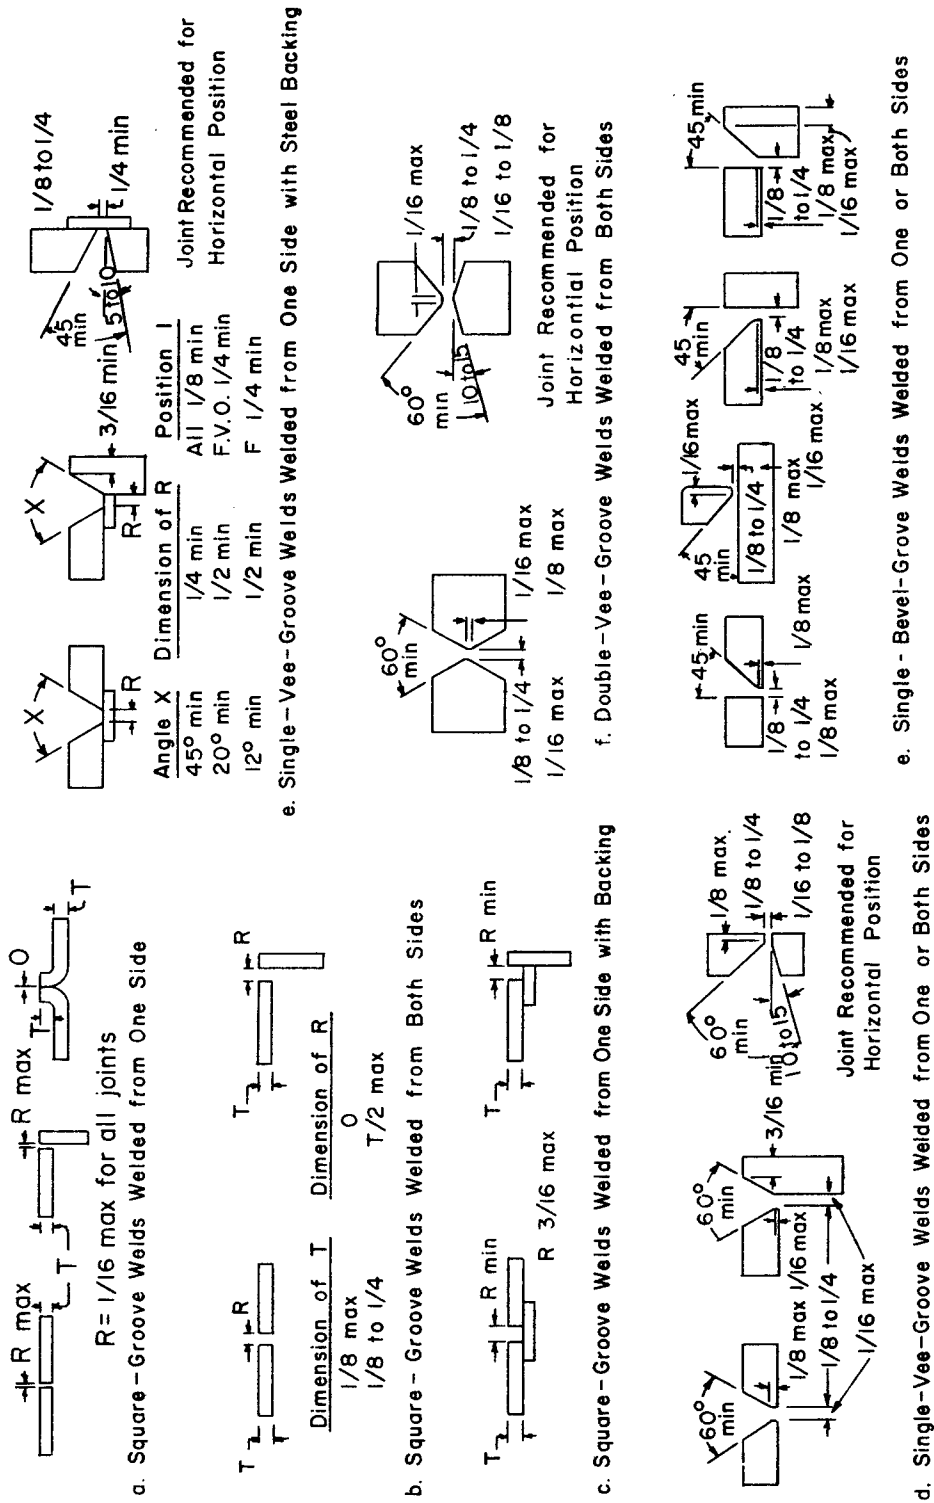 R max
T
R max
T
T
O
T
R = 1/16 max for all joints
a. Square-Groove Welds Welded from One Side
T
R
T
R
Dimension of T
Dimension of R
1/8 max
O
1/8 to 1/4
T/2 max
b. Square-Groove Welds Welded from Both Sides
T
R min
T
R min
R 3/16 max
c. Square-Groove Welds Welded from One Side with Backing
60°
min
1/8 max
1/8 to 1/4
1/16 max
60°
min
1/16 max
3/16 min
60°
min
10 to 15
1/8 max
1/8 to 1/4
1/16 to 1/8
Joint Recommended for
Horizontal Position
d. Single-Vee-Groove Welds Welded from One or Both Sides
X
R
X
R
3/16 min
45
min
5 to 10
1/8 to 1/4
1/4 min
Joint Recommended for
Horizontal Position
Angle X
Dimension of R
Position I
45° min
1/4 min
All 1/8 min
20° min
1/2 min
F.V.O. 1/4 min
12° min
1/2 min
F 1/4 min
e. Single-Vee-Groove Welds Welded from One Side with Steel Backing
60°
min
1/8 to 1/4
1/16 max
1/16 max
1/8 max
60°
min
10 to 15
1/16 max
1/8 to 1/4
1/16 to 1/8
Joint Recommended for
Horizontial Position
f. Double-Vee-Groove Welds Welded from Both Sides
45 min
1/8
to 1/4
1/8 max
1/8 max
45
min
1/16 max
1/8 to 1/4
1/8 max
1/16 max
45
min
1/8
to 1/4
1/8 max
1/16 max
45 min
1/8
to 1/4
1/8 max
1/16 max
e. Single-Bevel-Grove Welds Welded from One or Both Sides